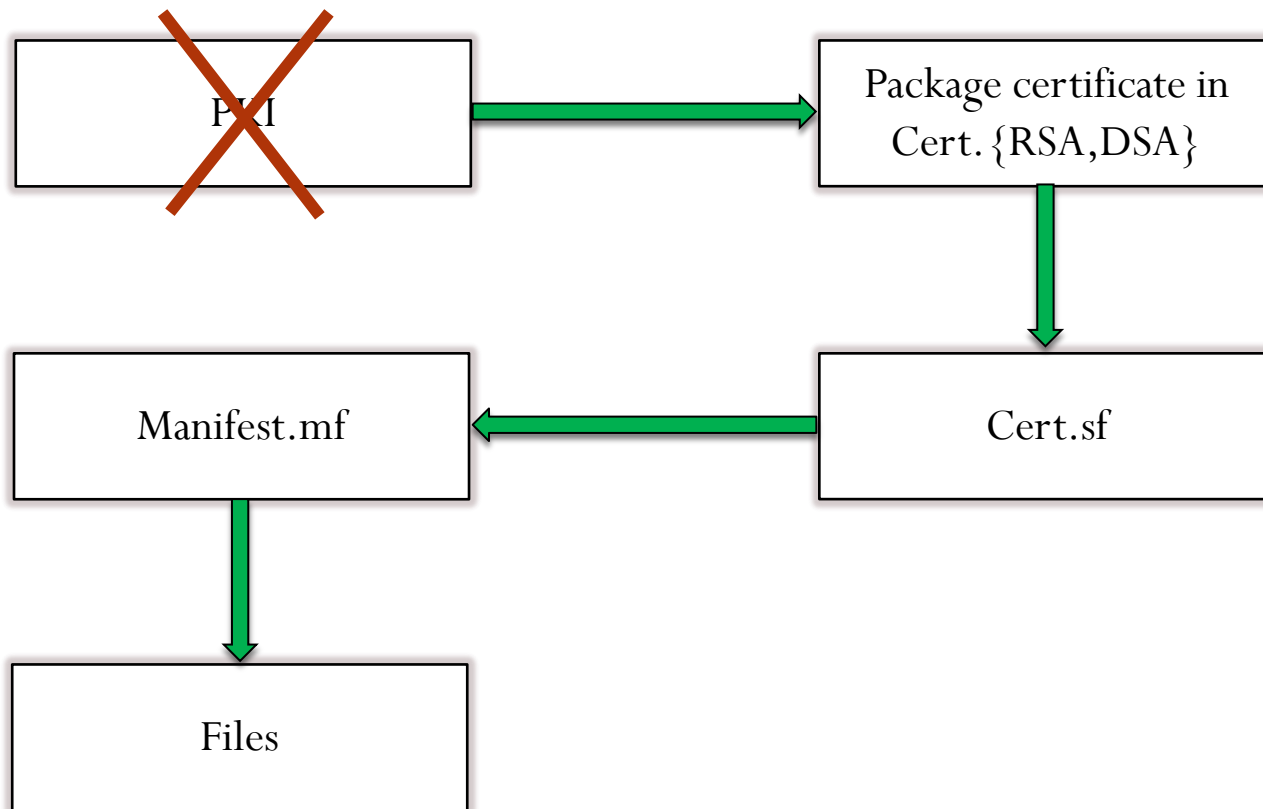 PKI
Package certificate in
Cert.{RSA,DSA}
Manifest.mf
Cert.sf
Files